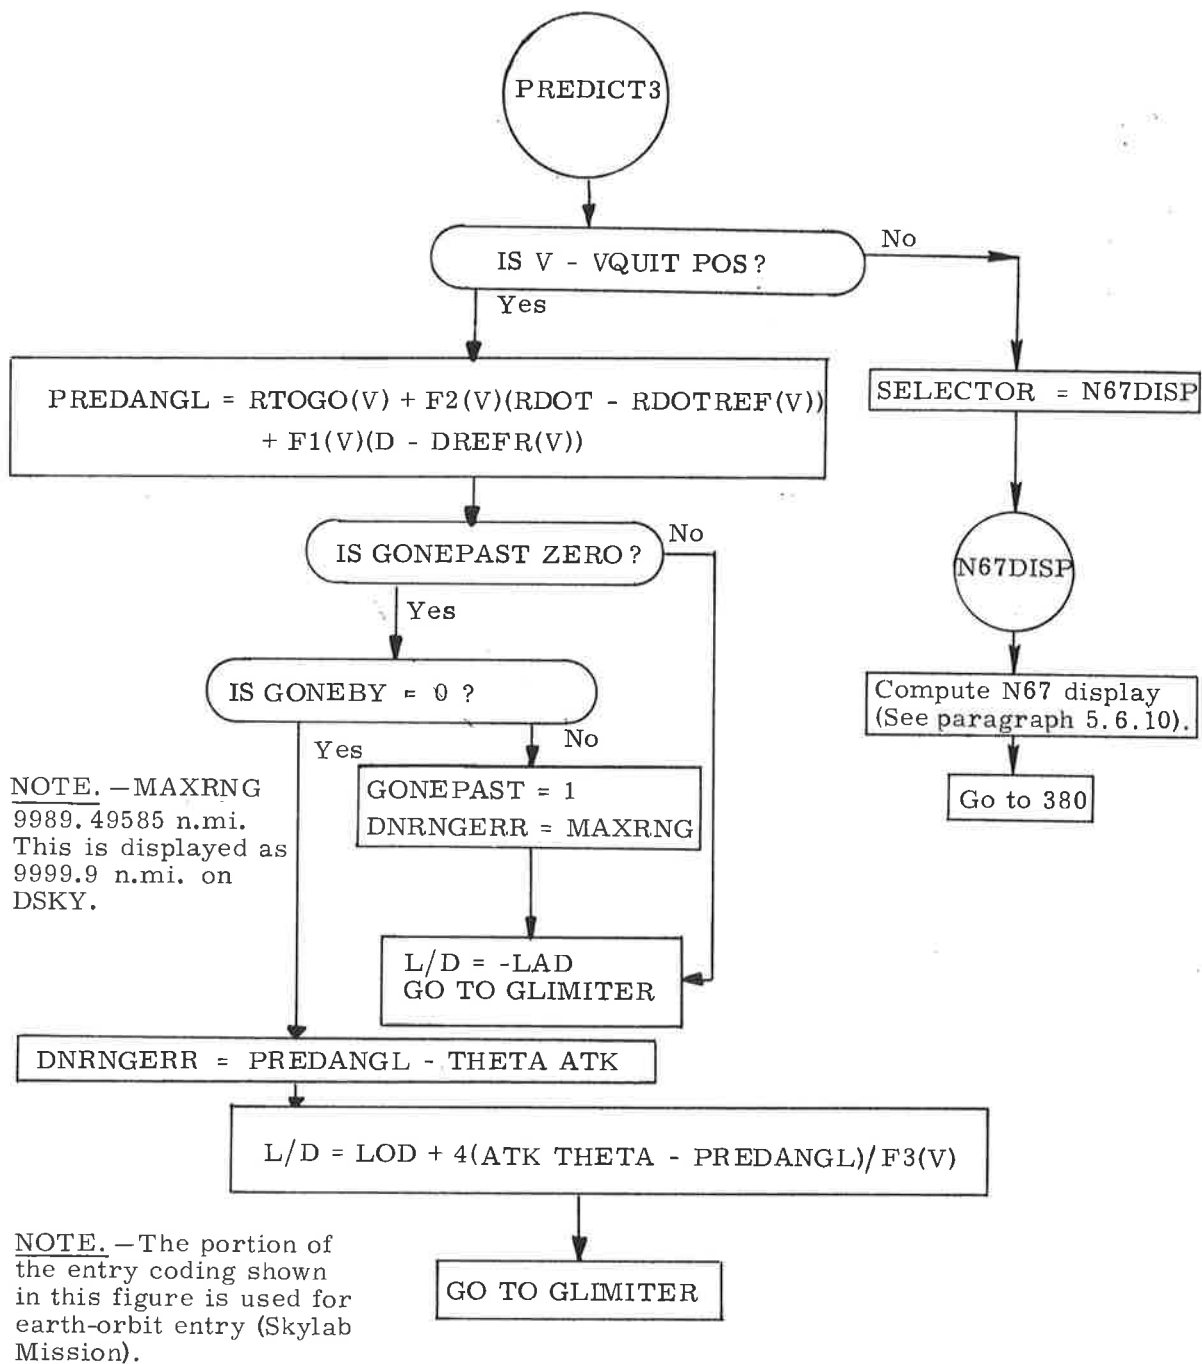 PREDICT3
IS V - VQUIT POS?
No
Yes
PREDANGL = RTOGO(V) + F2(V)(RDOT - RDOTREF(V))
+ F1(V)(D - DREFR(V))
SELECTOR = N67DISP
IS GONEPAST ZERO?
No
Yes
N67DISP
IS GONEBY = 0 ?
Yes
No
Compute N67 display
(See paragraph 5.6.10).
GONEPAST = 1
DNRNGERR = MAXRNG
Go to 380
NOTE. —MAXRNG
9989.49585 n.mi.
This is displayed as
9999.9 n.mi. on
DSKY.
L/D = -LAD
GO TO GLIMITER
DNRNGERR = PREDANGL - THETA ATK
L/D = LOD + 4(ATK THETA - PREDANGL)/F3(V)
GO TO GLIMITER
NOTE. —The portion of
the entry coding shown
in this figure is used for
earth-orbit entry (Skylab
Mission).